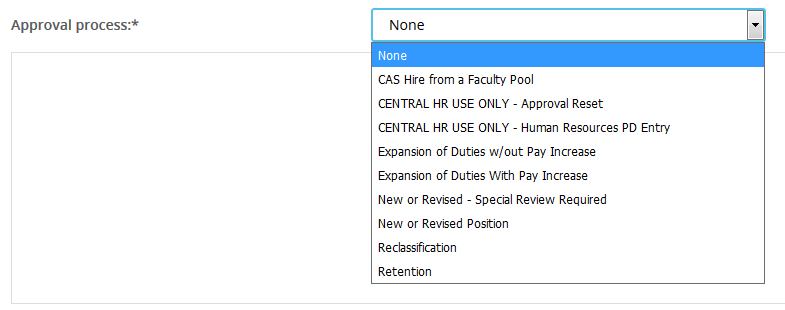 Approval process:*
None
None
CAS Hire from a Faculty Pool
CENTRAL HR USE ONLY - Approval Reset
CENTRAL HR USE ONLY - Human Resources PD Entry
Expansion of Duties w/out Pay Increase
Expansion of Duties With Pay Increase
New or Revised - Special Review Required
New or Revised Position
Reclassification
Retention